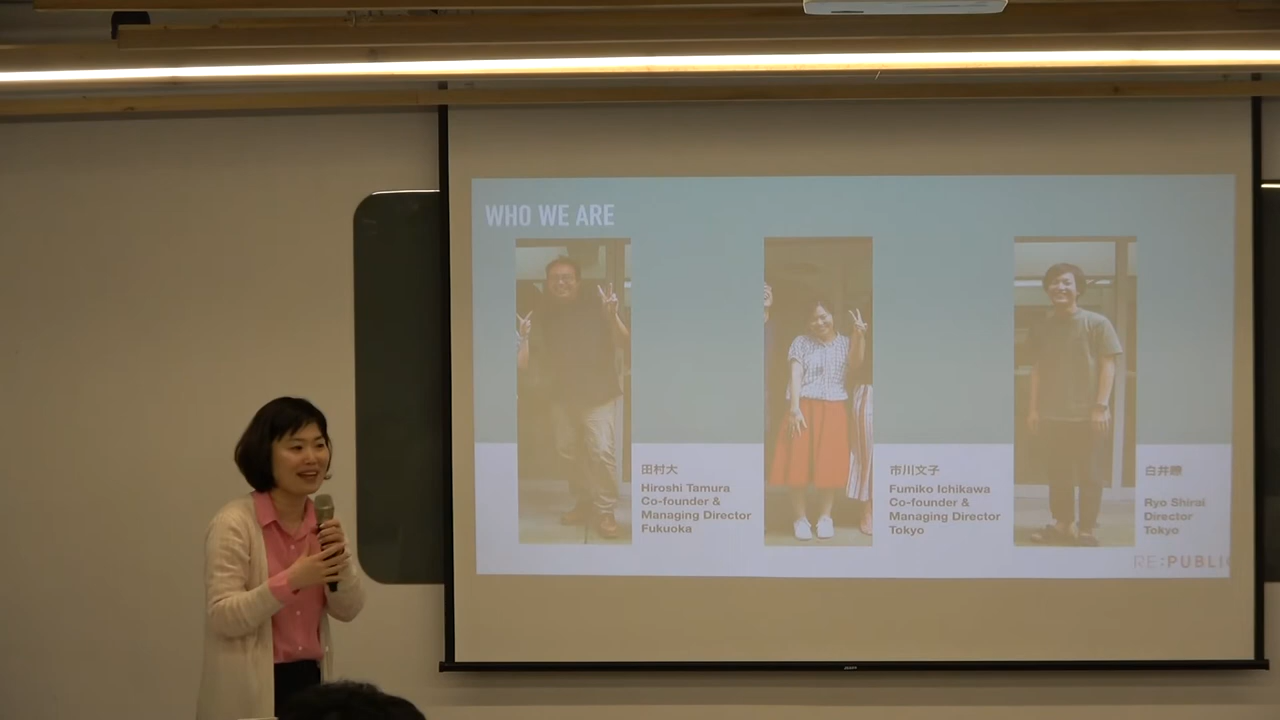 WHO WE ARE
田村大
Hiroshi Tamura
Co-founder &
Managing Director
Fukuoka
市川文子
Fumiko Ichikawa
Co-founder &
Managing Director
Tokyo
白井瞭
Ryo Shirai
Director
Tokyo
RE:PUBLIC